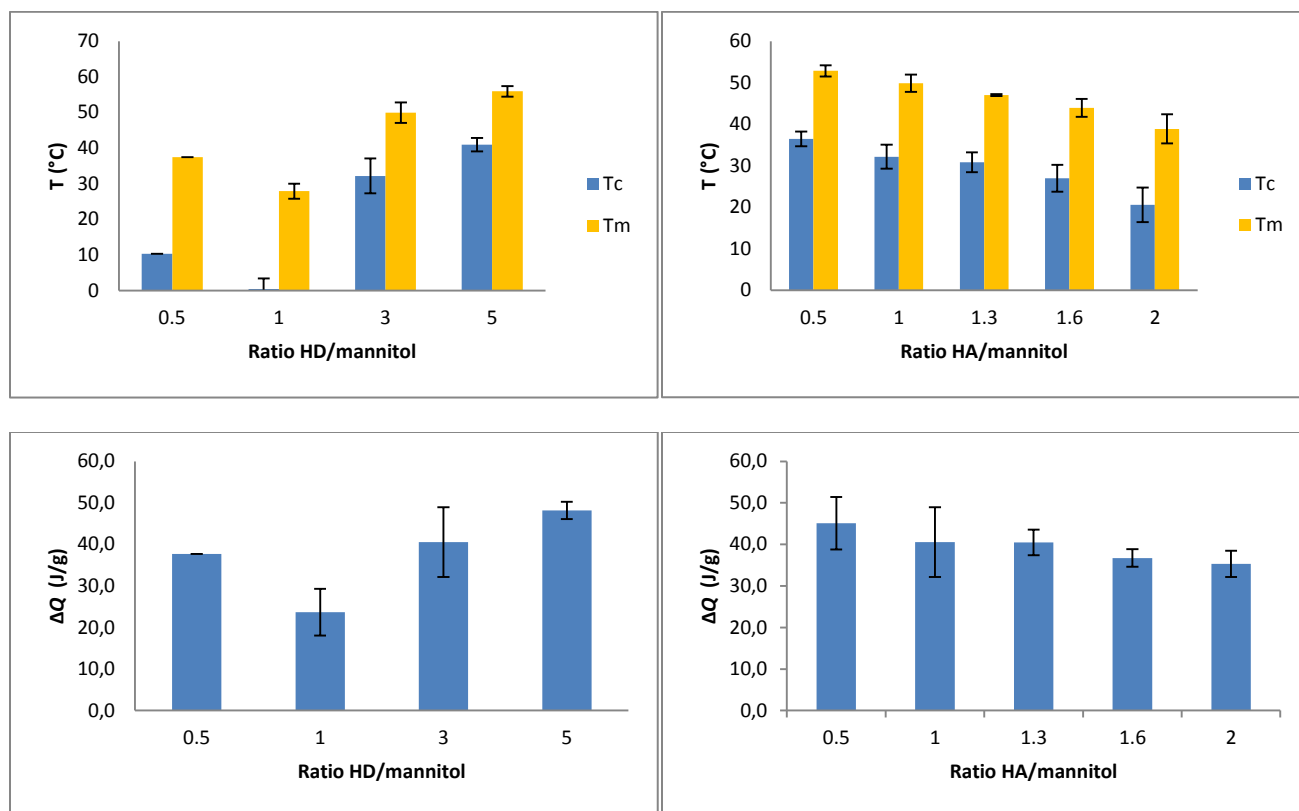 70
60
50
40
30
20
10
0
T (°C)
0.5 1 3 5
Ratio HD/mannitol
Tc
Tm
60
50
40
30
20
10
0
T (°C)
0.5 1 1.3 1.6 2
Ratio HA/mannitol
Tc
Tm
60,0
50,0
40,0
30,0
20,0
10,0
0,0
ΔQ (J/g)
0.5 1 3 5
Ratio HD/mannitol
60,0
50,0
40,0
30,0
20,0
10,0
0,0
ΔQ (J/g)
0.5 1 1.3 1.6 2
Ratio HA/mannitol